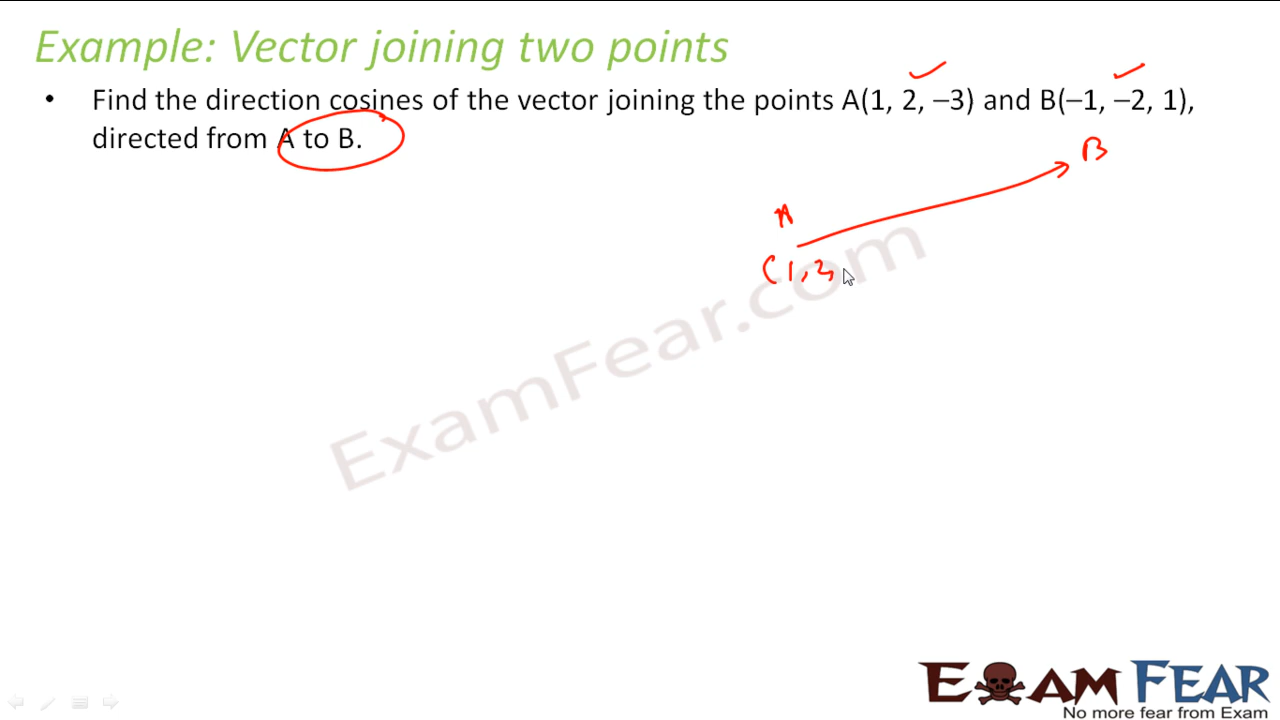 Example: Vector joining two points
• Find the direction cosines of the vector joining the points A(1, 2, –3) and B(–1, –2, 1),
directed from A to B.
B
A
(1, 2,
ExamFear.com
EXAM FEAR
No more fear from Exam